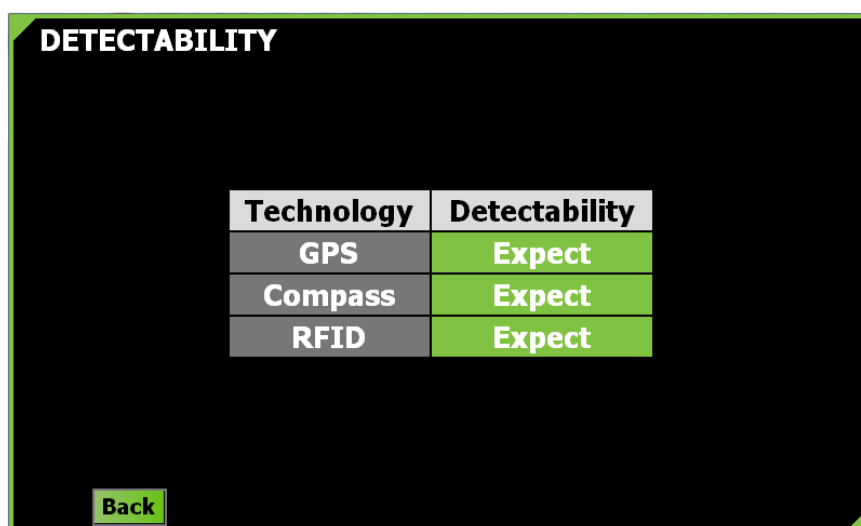 DETECTABILITY
Technology Detectability
GPS Expect
Compass Expect
RFID Expect
Back